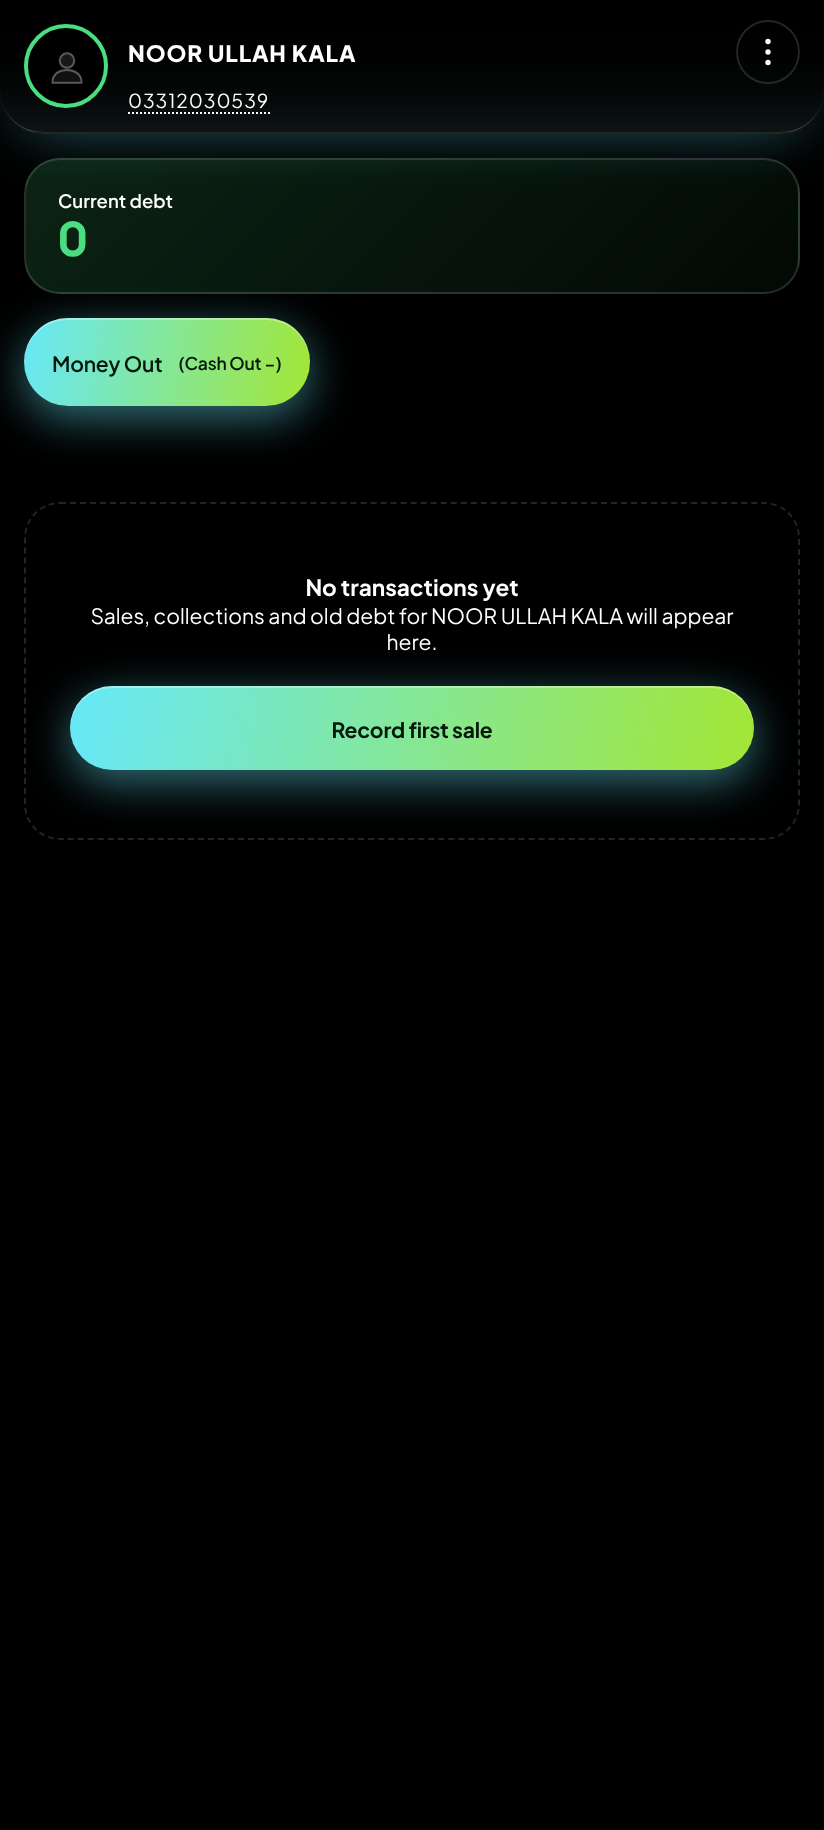 NOOR ULLAH KALA
03312030539
Current debt
0
Money Out (Cash Out −)
No transactions yet
Sales, collections and old debt for NOOR ULLAH KALA will appear
here.
Record first sale